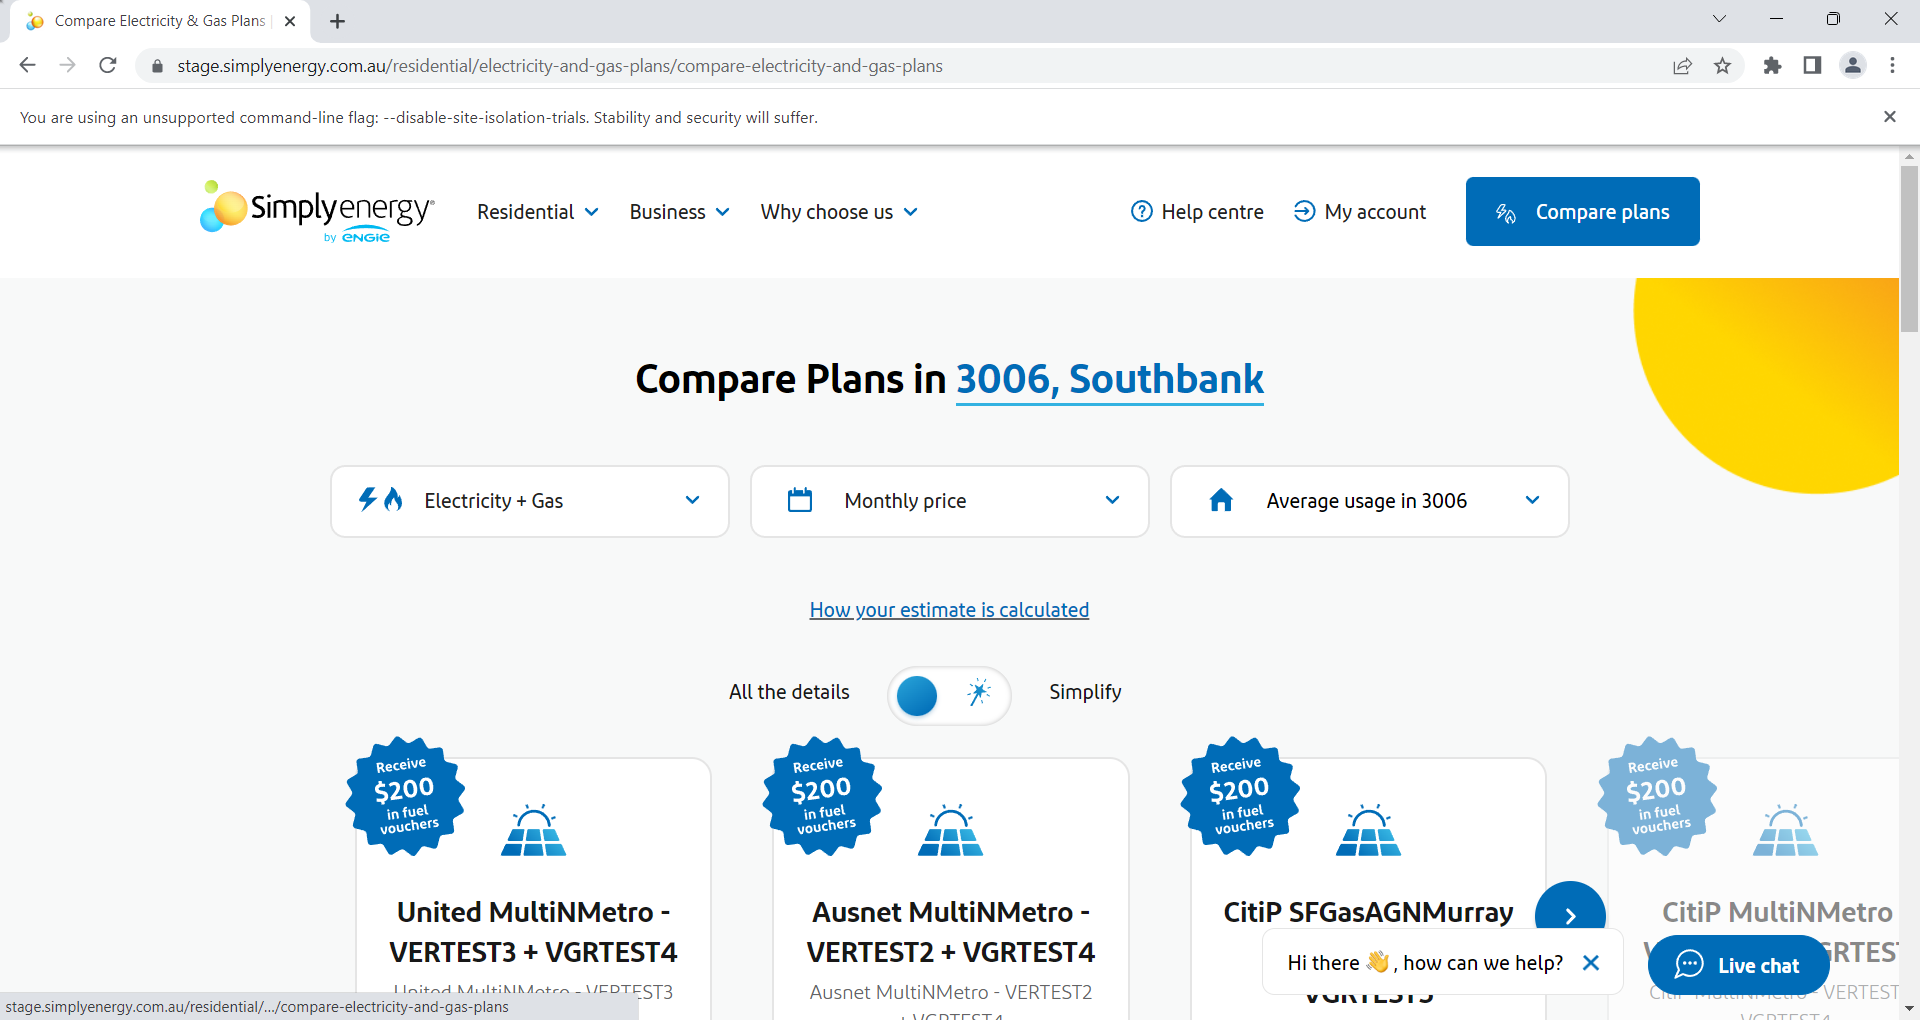 Compare Electricity & Gas Plans
stage.simplyenergy.com.au/residential/electricity-and-gas-plans/compare-electricity-and-gas-plans
You are using an unsupported command-line flag: --disable-site-isolation-trials. Stability and security will suffer.
Simplyenergy®
by ENGIE
Residential
Business
Why choose us
Help centre
My account
Compare plans
Compare Plans in 3006, Southbank
Electricity + Gas
Monthly price
Average usage in 3006
How your estimate is calculated
All the details
Simplify
Receive
$200
in fuel
vouchers
United MultiNMetro -
VERTEST3 + VGRTEST4
United MultiNMetro - VERTEST3
Receive
$200
in fuel
vouchers
Ausnet MultiNMetro -
VERTEST2 + VGRTEST4
Ausnet MultiNMetro - VERTEST2
+ VGRTEST4
Receive
$200
in fuel
vouchers
CitiP SFGasAGNMurray
VGRTEST5
Receive
$200
in fuel
vouchers
CitiP MultiNMetro
GRTEST
CitiP MultiNMetro - VERTEST
VGRTEST4
Hi there 👋, how can we help?
Live chat
stage.simplyenergy.com.au/residential/.../compare-electricity-and-gas-plans